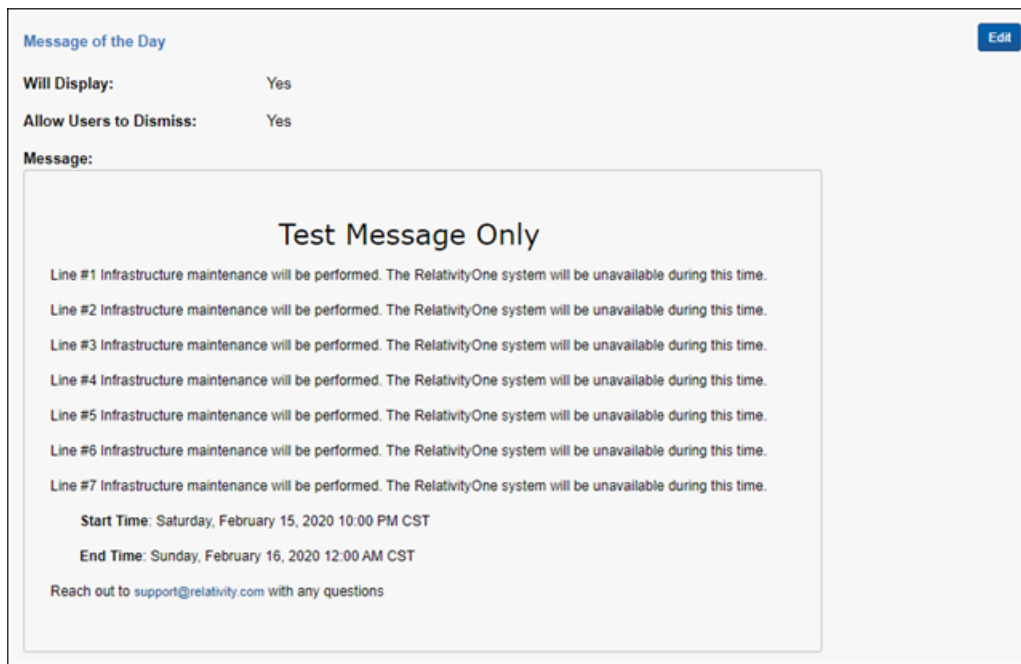 Message of the Day
Edit
Will Display: Yes
Allow Users to Dismiss: Yes
Message:
Test Message Only
Line #1 Infrastructure maintenance will be performed. The RelativityOne system will be unavailable during this time.
Line #2 Infrastructure maintenance will be performed. The RelativityOne system will be unavailable during this time.
Line #3 Infrastructure maintenance will be performed. The RelativityOne system will be unavailable during this time.
Line #4 Infrastructure maintenance will be performed. The RelativityOne system will be unavailable during this time.
Line #5 Infrastructure maintenance will be performed. The RelativityOne system will be unavailable during this time.
Line #6 Infrastructure maintenance will be performed. The RelativityOne system will be unavailable during this time.
Line #7 Infrastructure maintenance will be performed. The RelativityOne system will be unavailable during this time.
Start Time: Saturday, February 15, 2020 10:00 PM CST
End Time: Sunday, February 16, 2020 12:00 AM CST
Reach out to support@relativity.com with any questions